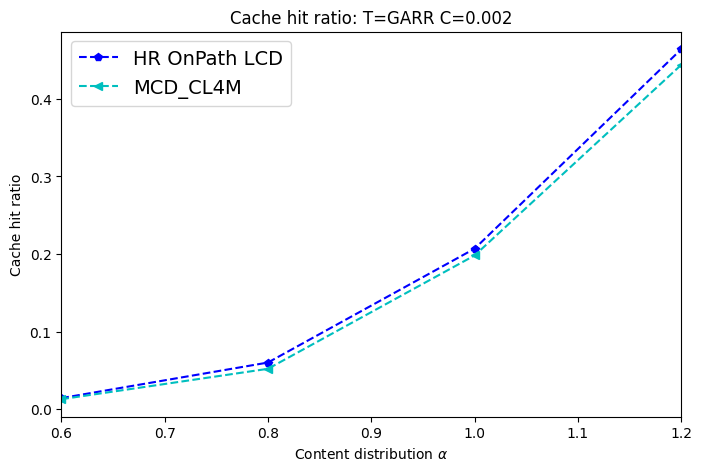 Cache hit ratio: T=GARR C=0.002
HR OnPath LCD
MCD_CL4M
Cache hit ratio
0.4
0.3
0.2
0.1
0.0
0.6 0.7 0.8 0.9 1.0 1.1 1.2
Content distribution α